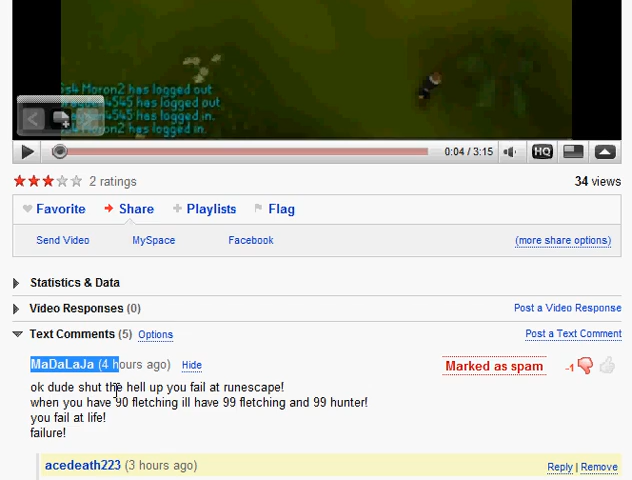 Moron2 has logged out
4545 has logged out
4545 has logged in.
Moron2 has logged in.
0:04 / 3:15
HQ
2 ratings
34 views
Favorite
Share
Playlists
Flag
Send Video
MySpace
Facebook
(more share options)
Statistics & Data
Video Responses (0)
Post a Video Response
Text Comments (5) Options
Post a Text Comment
MaDaLaJa (4 hours ago) Hide
Marked as spam
-1
ok dude shut the hell up you fail at runescape!
when you have 90 fletching ill have 99 fletching and 99 hunter!
you fail at life!
failure!
acedeath223 (3 hours ago)
Reply | Remove